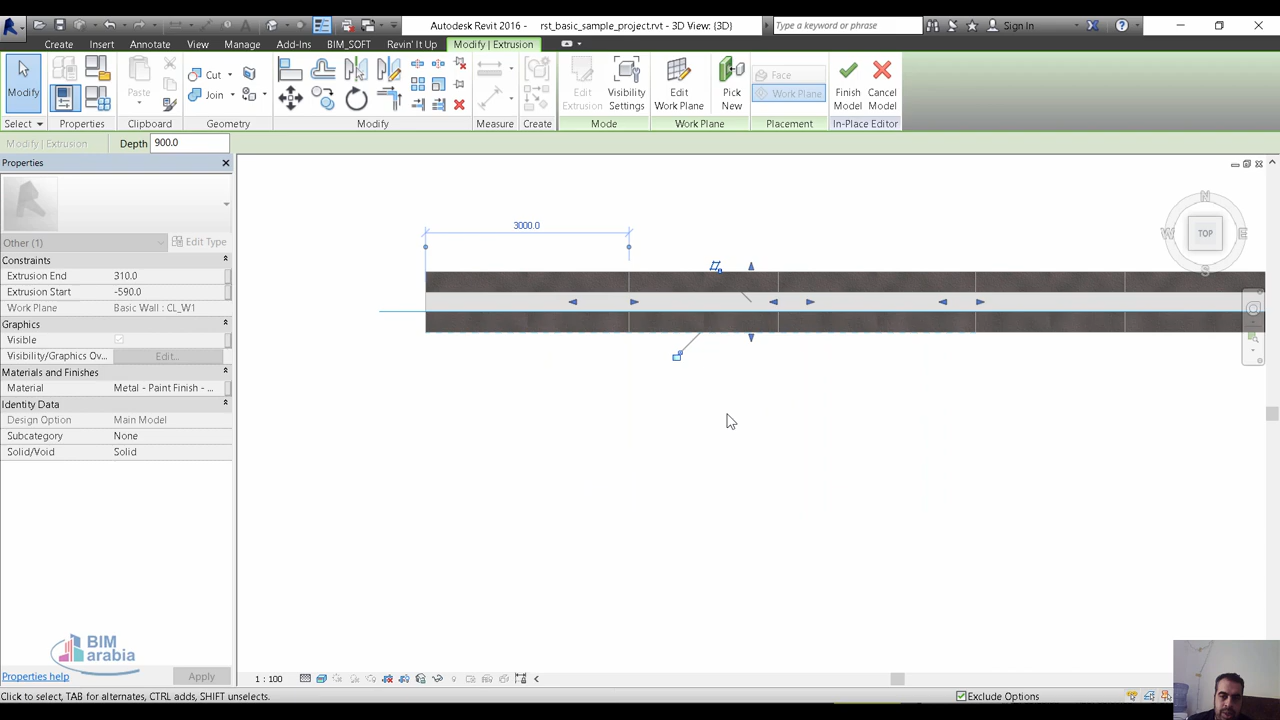 Autodesk Revit 2016 - rst_basic_sample_project.rvt - 3D View: {3D}
Type a keyword or phrase
Sign In
Create Insert Annotate View Manage Add-Ins BIM_SOFT Revin' It Up Modify | Extrusion
Modify
Cut
Join
Paste
Edit Extrusion
Visibility Settings
Edit Work Plane
Pick New
Face
Work Plane
Finish Model
Cancel Model
Select Properties Clipboard Geometry Modify Measure Create Mode Work Plane Placement In-Place Editor
Modify | Extrusion Depth 900.0
Properties
Other (1) Edit Type
Constraints
Extrusion End 310.0
Extrusion Start -590.0
Work Plane Basic Wall : CL_W1
Graphics
Visible
Visibility/Graphics Ov... Edit...
Materials and Finishes
Material Metal - Paint Finish - ...
Identity Data
Design Option Main Model
Subcategory None
Solid/Void Solid
3000.0
N
W TOP E
S
BIM
arabia
Properties help Apply
1 : 100
Click to select, TAB for alternates, CTRL adds, SHIFT unselects.
Exclude Options